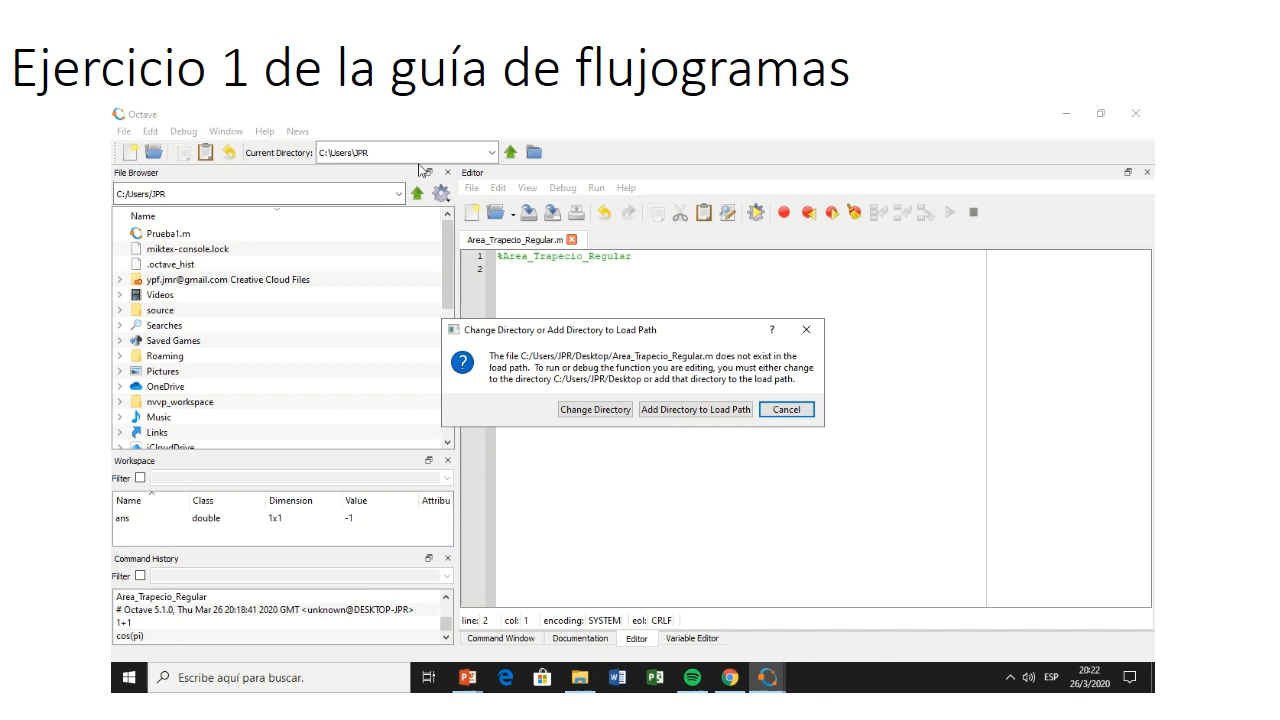 Ejercicio 1 de la guía de flujogramas
Octave
File Edit Debug Window Help News
Current Directory: C:\Users\JPR
File Browser
C:/Users/JPR
Name
Prueba1.m
miktex-console.lock
.octave_hist
ypf.jmr@gmail.com Creative Cloud Files
Videos
source
Searches
Saved Games
Roaming
Pictures
OneDrive
nvvp_workspace
Music
Links
iCloudDrive
Workspace
Filter
Name Class Dimension Value Attribu
ans double 1x1 -1
Command History
Filter
Area_Trapecio_Regular
# Octave 5.1.0, Thu Mar 26 20:18:41 2020 GMT <unknown@DESKTOP-JPR>
1+1
cos(pi)
Editor
File Edit View Debug Run Help
Area_Trapecio_Regular.m
1 %Area_Trapecio_Regular
2
Change Directory or Add Directory to Load Path ?
The file C:/Users/JPR/Desktop/Area_Trapecio_Regular.m does not exist in the
load path. To run or debug the function you are editing, you must either change
to the directory C:/Users/JPR/Desktop or add that directory to the load path.
Change Directory Add Directory to Load Path Cancel
line: 2 col: 1 encoding: SYSTEM eol: CRLF
Command Window Documentation Editor Variable Editor
Escribe aquí para buscar.
ESP
20:22
26/3/2020